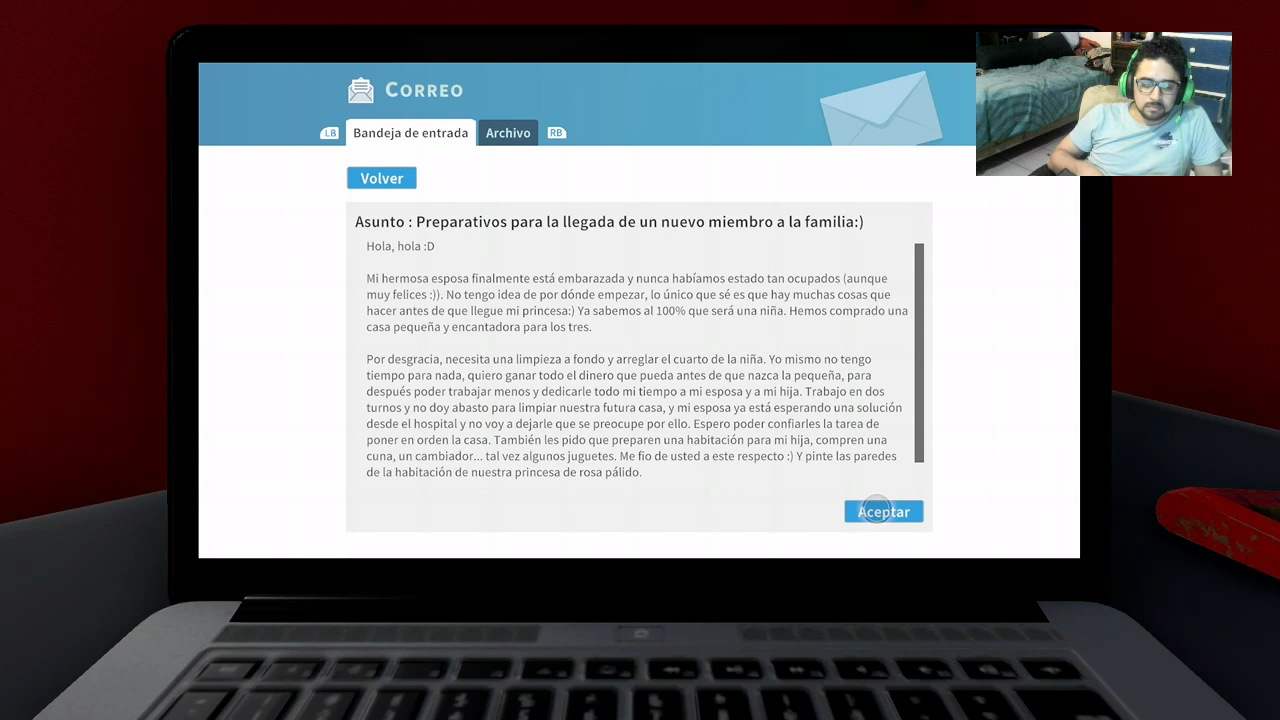 CORREO
LB Bandeja de entrada Archivo RB
Volver
Asunto : Preparativos para la llegada de un nuevo miembro a la familia:)
Hola, hola :D
Mi hermosa esposa finalmente está embarazada y nunca habíamos estado tan ocupados (aunque
muy felices :)). No tengo idea de por dónde empezar, lo único que sé es que hay muchas cosas que
hacer antes de que llegue mi princesa:) Ya sabemos al 100% que será una niña. Hemos comprado una
casa pequeña y encantadora para los tres.
Por desgracia, necesita una limpieza a fondo y arreglar el cuarto de la niña. Yo mismo no tengo
tiempo para nada, quiero ganar todo el dinero que pueda antes de que nazca la pequeña, para
después poder trabajar menos y dedicarle todo mi tiempo a mi esposa y a mi hija. Trabajo en dos
turnos y no doy abasto para limpiar nuestra futura casa, y mi esposa ya está esperando una solución
desde el hospital y no voy a dejarle que se preocupe por ello. Espero poder confiarles la tarea de
poner en orden la casa. También les pido que preparen una habitación para mi hija, compren una
cuna, un cambiador... tal vez algunos juguetes. Me fio de usted a este respecto :) Y pinte las paredes
de la habitación de nuestra princesa de rosa pálido.
Aceptar